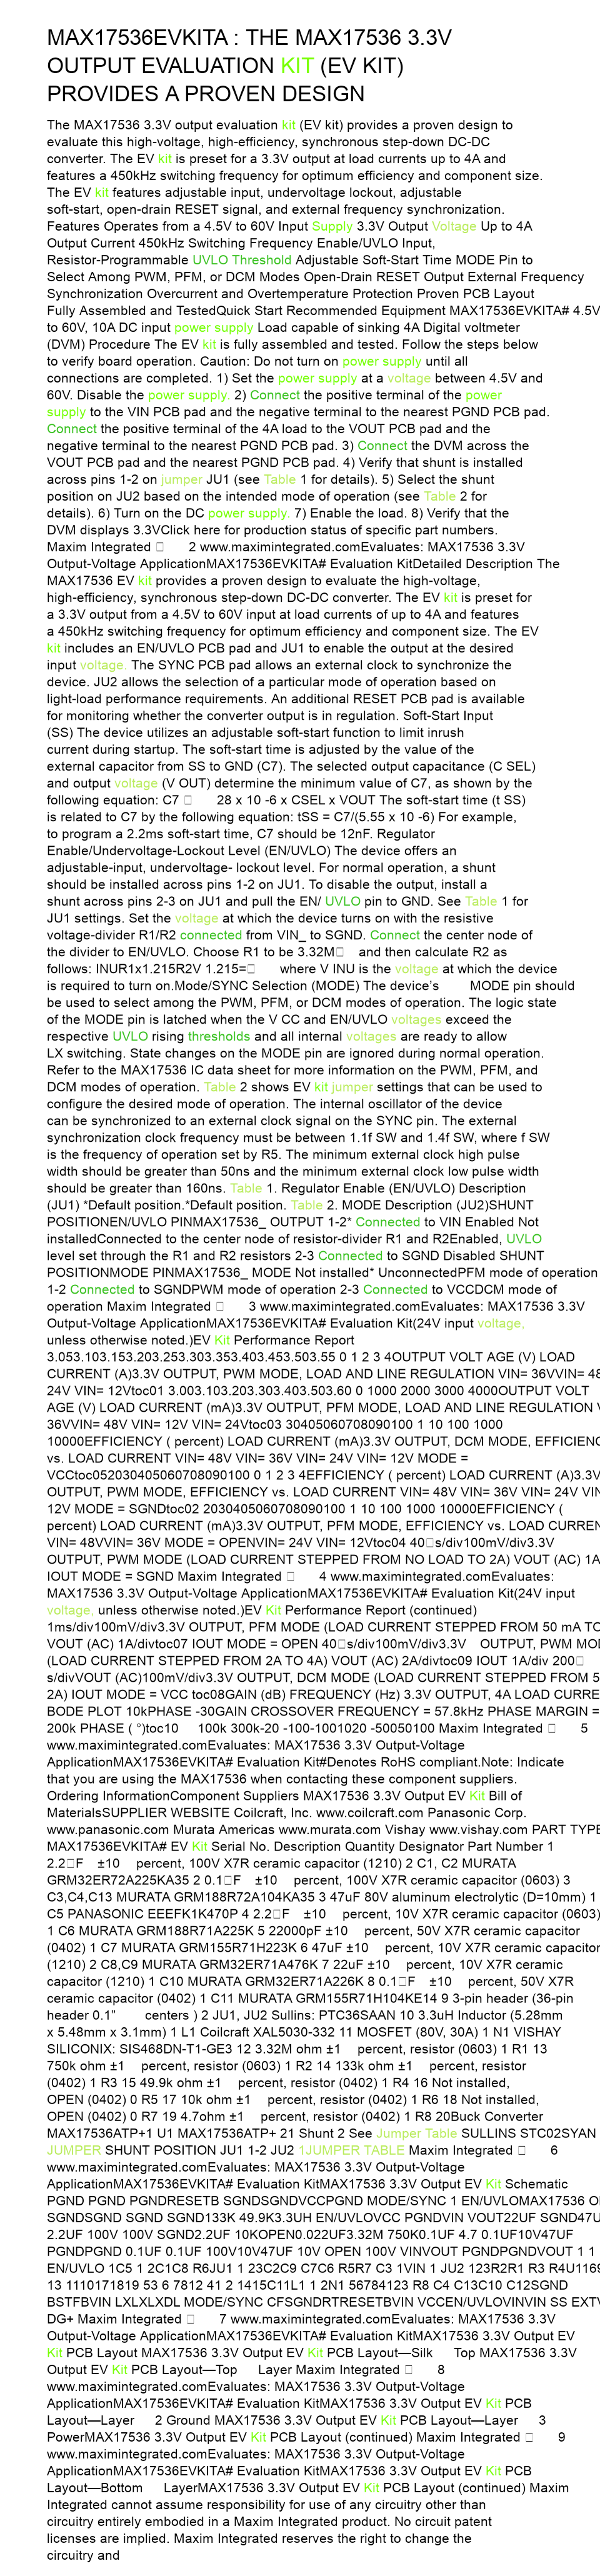 MAX17536EVKITA : THE MAX17536 3.3V
OUTPUT EVALUATION KIT (EV KIT)
PROVIDES A PROVEN DESIGN
The MAX17536 3.3V output evaluation kit (EV kit) provides a proven design to
evaluate this high-voltage, high-efficiency, synchronous step-down DC-DC
converter. The EV kit is preset for a 3.3V output at load currents up to 4A and
features a 450kHz switching frequency for optimum efficiency and component size.
The EV kit features adjustable input, undervoltage lockout, adjustable
soft-start, open-drain RESET signal, and external frequency synchronization.
Features Operates from a 4.5V to 60V Input Supply 3.3V Output Voltage Up to 4A
Output Current 450kHz Switching Frequency Enable/UVLO Input,
Resistor-Programmable UVLO Threshold Adjustable Soft-Start Time MODE Pin to
Select Among PWM, PFM, or DCM Modes Open-Drain RESET Output External Frequency
Synchronization Overcurrent and Overtemperature Protection Proven PCB Layout
Fully Assembled and TestedQuick Start Recommended Equipment MAX17536EVKITA# 4.5V
to 60V, 10A DC input power supply Load capable of sinking 4A Digital voltmeter
(DVM) Procedure The EV kit is fully assembled and tested. Follow the steps below
to verify board operation. Caution: Do not turn on power supply until all
connections are completed. 1) Set the power supply at a voltage between 4.5V and
60V. Disable the power supply. 2) Connect the positive terminal of the power
supply to the VIN PCB pad and the negative terminal to the nearest PGND PCB pad.
Connect the positive terminal of the 4A load to the VOUT PCB pad and the
negative terminal to the nearest PGND PCB pad. 3) Connect the DVM across the
VOUT PCB pad and the nearest PGND PCB pad. 4) Verify that shunt is installed
across pins 1-2 on jumper JU1 (see Table 1 for details). 5) Select the shunt
position on JU2 based on the intended mode of operation (see Table 2 for
details). 6) Turn on the DC power supply. 7) Enable the load. 8) Verify that the
DVM displays 3.3VClick here for production status of specific part numbers.
Maxim Integrated □ 2 www.maximintegrated.comEvaluates: MAX17536 3.3V
Output-Voltage ApplicationMAX17536EVKITA# Evaluation KitDetailed Description The
MAX17536 EV kit provides a proven design to evaluate the high-voltage,
high-efficiency, synchronous step-down DC-DC converter. The EV kit is preset for
a 3.3V output from a 4.5V to 60V input at load currents of up to 4A and features
a 450kHz switching frequency for optimum efficiency and component size. The EV
kit includes an EN/UVLO PCB pad and JU1 to enable the output at the desired
input voltage. The SYNC PCB pad allows an external clock to synchronize the
device. JU2 allows the selection of a particular mode of operation based on
light-load performance requirements. An additional RESET PCB pad is available
for monitoring whether the converter output is in regulation. Soft-Start Input
(SS) The device utilizes an adjustable soft-start function to limit inrush
current during startup. The soft-start time is adjusted by the value of the
external capacitor from SS to GND (C7). The selected output capacitance (C SEL)
and output voltage (V OUT) determine the minimum value of C7, as shown by the
following equation: C7 □ 28 x 10 -6 x CSEL x VOUT The soft-start time (t SS)
is related to C7 by the following equation: tSS = C7/(5.55 x 10 -6) For example,
to program a 2.2ms soft-start time, C7 should be 12nF. Regulator
Enable/Undervoltage-Lockout Level (EN/UVLO) The device offers an
adjustable-input, undervoltage- lockout level. For normal operation, a shunt
should be installed across pins 1-2 on JU1. To disable the output, install a
shunt across pins 2-3 on JU1 and pull the EN/ UVLO pin to GND. See Table 1 for
JU1 settings. Set the voltage at which the device turns on with the resistive
voltage-divider R1/R2 connected from VIN_ to SGND. Connect the center node of
the divider to EN/UVLO. Choose R1 to be 3.32M□ and then calculate R2 as
follows: INUR1x1.215R2V 1.215=□ where V INU is the voltage at which the device
is required to turn on.Mode/SYNC Selection (MODE) The device's MODE pin should
be used to select among the PWM, PFM, or DCM modes of operation. The logic state
of the MODE pin is latched when the V CC and EN/UVLO voltages exceed the
respective UVLO rising thresholds and all internal voltages are ready to allow
LX switching. State changes on the MODE pin are ignored during normal operation.
Refer to the MAX17536 IC data sheet for more information on the PWM, PFM, and
DCM modes of operation. Table 2 shows EV kit jumper settings that can be used to
configure the desired mode of operation. The internal oscillator of the device
can be synchronized to an external clock signal on the SYNC pin. The external
synchronization clock frequency must be between 1.1f SW and 1.4f SW, where f SW
is the frequency of operation set by R5. The minimum external clock high pulse
width should be greater than 50ns and the minimum external clock low pulse width
should be greater than 160ns. Table 1. Regulator Enable (EN/UVLO) Description
(JU1) *Default position.*Default position. Table 2. MODE Description (JU2)SHUNT
POSITIONEN/UVLO PINMAX17536_ OUTPUT 1-2* Connected to VIN Enabled Not
installedConnected to the center node of resistor-divider R1 and R2Enabled, UVLO
level set through the R1 and R2 resistors 2-3 Connected to SGND Disabled SHUNT
POSITIONMODE PINMAX17536_ MODE Not installed* UnconnectedPFM mode of operation
1-2 Connected to SGNDPWM mode of operation 2-3 Connected to VCCDCM mode of
operation Maxim Integrated □ 3 www.maximintegrated.comEvaluates: MAX17536 3.3V
Output-Voltage ApplicationMAX17536EVKITA# Evaluation Kit(24V input voltage,
unless otherwise noted.)EV Kit Performance Report
3.053.103.153.203.253.303.353.403.453.503.55 0 1 2 3 4OUTPUT VOLT AGE (V) LOAD
CURRENT (A)3.3V OUTPUT, PWM MODE, LOAD AND LINE REGULATION VIN= 36VVIN= 48
24V VIN= 12Vtoc01 3.003.103.203.303.403.503.60 0 1000 2000 3000 4000OUTPUT VOLT
AGE (V) LOAD CURRENT (mA)3.3V OUTPUT, PFM MODE, LOAD AND LINE REGULATION V
36VVIN= 48V VIN= 12V VIN= 24Vtoc03 30405060708090100 1 10 100 1000
10000EFFICIENCY ( percent) LOAD CURRENT (mA)3.3V OUTPUT, DCM MODE, EFFICIENC
vs. LOAD CURRENT VIN= 48V VIN= 36V VIN= 24V VIN= 12V MODE =
VCCtoc05203040506070809​0100 0 1 2 3 4EFFICIENCY ( percent) LOAD CURRENT (A)3.3V
OUTPUT, PWM MODE, EFFICIENCY vs. LOAD CURRENT VIN= 48V VIN= 36V VIN= 24V VIN
12V MODE = SGNDtoc02 2030405060708090100 1 10 100 1000 10000EFFICIENCY (
percent) LOAD CURRENT (mA)3.3V OUTPUT, PFM MODE, EFFICIENCY vs. LOAD CURREN
VIN= 48VVIN= 36V MODE = OPENVIN= 24V VIN= 12Vtoc04 40□s/div100mV/div3.3V
OUTPUT, PWM MODE (LOAD CURRENT STEPPED FROM NO LOAD TO 2A) VOUT (AC) 1A
IOUT MODE = SGND Maxim Integrated □ 4 www.maximintegrated.comEvaluates:
MAX17536 3.3V Output-Voltage ApplicationMAX17536EVKITA# Evaluation Kit(24V input
voltage, unless otherwise noted.)EV Kit Performance Report (continued)
1ms/div100mV/div3.3V OUTPUT, PFM MODE (LOAD CURRENT STEPPED FROM 50 mA TO
VOUT (AC) 1A/divtoc07 IOUT MODE = OPEN 40□s/div100mV/div3.3V OUTPUT, PWM MOD
(LOAD CURRENT STEPPED FROM 2A TO 4A) VOUT (AC) 2A/divtoc09 IOUT 1A/div 200□
s/divVOUT (AC)100mV/div3.3V OUTPUT, DCM MODE (LOAD CURRENT STEPPED FROM 5
2A) IOUT MODE = VCC toc08GAIN (dB) FREQUENCY (Hz) 3.3V OUTPUT, 4A LOAD CURRE
BODE PLOT 10kPHASE -30GAIN CROSSOVER FREQUENCY = 57.8kHz PHASE MARGIN =
200k PHASE ( °)toc10 100k 300k-20 -100-1001020 -50050100 Maxim Integrated □ 5
www.maximintegrated.comEvaluates: MAX17536 3.3V Output-Voltage
ApplicationMAX17536EVKITA# Evaluation Kit#Denotes RoHS compliant.Note: Indicate
that you are using the MAX17536 when contacting these component suppliers.
Ordering InformationComponent Suppliers MAX17536 3.3V Output EV Kit Bill of
MaterialsSUPPLIER WEBSITE Coilcraft, Inc. www.coilcraft.com Panasonic Corp.
www.panasonic.com Murata Americas www.murata.com Vishay www.vishay.com PART TYPE
MAX17536EVKITA# EV Kit Serial No. Description Quantity Designator Part Number 1
2.2□F ±10 percent, 100V X7R ceramic capacitor (1210) 2 C1, C2 MURATA
GRM32ER72A225KA35 2 0.1□F ±10 percent, 100V X7R ceramic capacitor (0603) 3
C3,C4,C13 MURATA GRM188R72A104KA35 3 47uF 80V aluminum electrolytic (D=10mm) 1
C5 PANASONIC EEEFK1K470P 4 2.2□F ±10 percent, 10V X7R ceramic capacitor (0603)
1 C6 MURATA GRM188R71A225K 5 22000pF ±10 percent, 50V X7R ceramic capacitor
(0402) 1 C7 MURATA GRM155R71H223K 6 47uF ±10 percent, 10V X7R ceramic capacitor
(1210) 2 C8,C9 MURATA GRM32ER71A476K 7 22uF ±10 percent, 10V X7R ceramic
capacitor (1210) 1 C10 MURATA GRM32ER71A226K 8 0.1□F ±10 percent, 50V X7R
ceramic capacitor (0402) 1 C11 MURATA GRM155R71H104KE14 9 3-pin header (36-pin
header 0.1” centers ) 2 JU1, JU2 Sullins: PTC36SAAN 10 3.3uH Inductor (5.28mm
x 5.48mm x 3.1mm) 1 L1 Coilcraft XAL5030-332 11 MOSFET (80V, 30A) 1 N1 VISHAY
SILICONIX: SIS468DN-T1-GE3 12 3.32M ohm ±1 percent, resistor (0603) 1 R1 13
750k ohm ±1 percent, resistor (0603) 1 R2 14 133k ohm ±1 percent, resistor
(0402) 1 R3 15 49.9k ohm ±1 percent, resistor (0402) 1 R4 16 Not installed,
OPEN (0402) 0 R5 17 10k ohm ±1 percent, resistor (0402) 1 R6 18 Not installed,
OPEN (0402) 0 R7 19 4.7ohm ±1 percent, resistor (0402) 1 R8 20Buck Converter
MAX17536ATP+1 U1 MAX17536ATP+ 21 Shunt 2 See Jumper Table SULLINS STC02SYAN
JUMPER SHUNT POSITION JU1 1-2 JU2 1JUMPER TABLE Maxim Integrated □ 6
www.maximintegrated.comEvaluates: MAX17536 3.3V Output-Voltage
ApplicationMAX17536EVKITA# Evaluation KitMAX17536 3.3V Output EV Kit Schematic
PGND PGND PGNDRESETB SGNDSGNDVCCPGND MODE/SYNC 1 EN/UVLOMAX17536 O
SGNDSGND SGND SGND133K 49.9K3.3UH EN/UVLOVCC PGNDVIN VOUT22UF SGND47U
2.2UF 100V 100V SGND2.2UF 10KOPEN0.022UF3.32M 750K0.1UF 4.7 0.1UF10V47UF
PGNDPGND 0.1UF 0.1UF 100V10V47UF 10V OPEN 100V VINVOUT PGNDPGNDVOUT 1 1
EN/UVLO 1C5 1 2C1C8 R6JU1 1 23C2C9 C7C6 R5R7 C3 1VIN 1 JU2 123R2R1 R3 R4U1169
13 1110171819 53 6 7812 41 2 1415C11L1 1 2N1 56784123 R8 C4 C13C10 C12SGND
BSTFBVIN LXLXLXDL MODE/SYNC CFSGNDRTRESETBVIN VCCEN/UVLOVINVIN SS EXTV
DG+ Maxim Integrated □ 7 www.maximintegrated.comEvaluates: MAX17536 3.3V
Output-Voltage ApplicationMAX17536EVKITA# Evaluation KitMAX17536 3.3V Output EV
Kit PCB Layout MAX17536 3.3V Output EV Kit PCB Layout—Silk Top MAX17536 3.3V
Output EV Kit PCB Layout—Top Layer Maxim Integrated □ 8
www.maximintegrated.comEvaluates: MAX17536 3.3V Output-Voltage
ApplicationMAX17536EVKITA# Evaluation KitMAX17536 3.3V Output EV Kit PCB
Layout—Layer 2 Ground MAX17536 3.3V Output EV Kit PCB Layout—Layer 3
PowerMAX17536 3.3V Output EV Kit PCB Layout (continued) Maxim Integrated □ 9
www.maximintegrated.comEvaluates: MAX17536 3.3V Output-Voltage
ApplicationMAX17536EVKITA# Evaluation KitMAX17536 3.3V Output EV Kit PCB
Layout—Bottom LayerMAX17536 3.3V Output EV Kit PCB Layout (continued) Maxim
Integrated cannot assume responsibility for use of any circuitry other than
circuitry entirely embodied in a Maxim Integrated product. No circuit patent
licenses are implied. Maxim Integrated reserves the right to change the
circuitry and